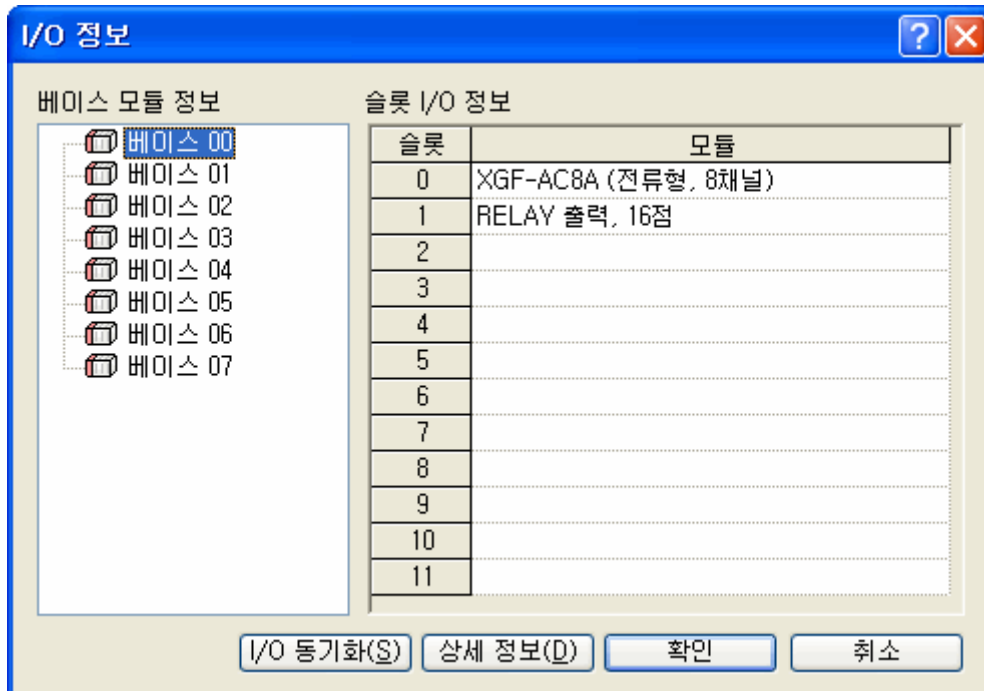 I/O 정보
베이스 모듈 정보
베이스 00
베이스 01
베이스 02
베이스 03
베이스 04
베이스 05
베이스 06
베이스 07
슬롯 I/O 정보
슬롯 모듈
0 XGF-AC8A (전류형, 8채널)
1 RELAY 출력, 16점
2
3
4
5
6
7
8
9
10
11
I/O 동기화(S) 상세 정보(D) 확인 취소